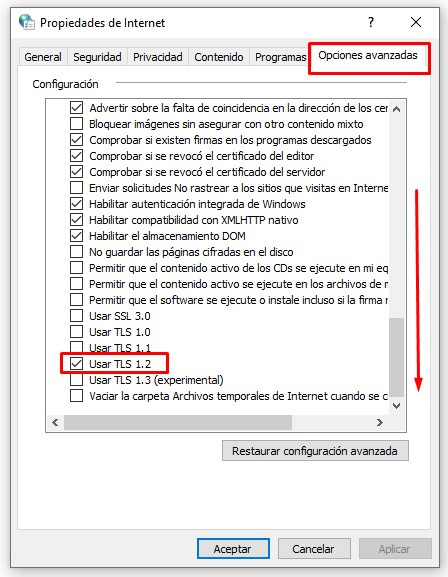 Propiedades de Internet
General Seguridad Privacidad Contenido Programas Opciones avanzadas
Configuración
Advertir sobre la falta de coincidencia en la dirección de los cer
Bloquear imágenes sin asegurar con otro contenido mixto
Comprobar si existen firmas en los programas descargados
Comprobar si se revocó el certificado del editor
Comprobar si se revocó el certificado del servidor
Enviar solicitudes No rastrear a los sitios que visitas en Interne
Habilitar autenticación integrada de Windows
Habilitar compatibilidad con XMLHTTP nativo
Habilitar el almacenamiento DOM
No guardar las páginas cifradas en el disco
Permitir que el contenido activo de los CDs se ejecute en mi eq
Permitir que el contenido activo se ejecute en los archivos de m
Permitir que el software se ejecute o instale incluso si la firma n
Usar SSL 3.0
Usar TLS 1.0
Usar TLS 1.1
Usar TLS 1.2
Usar TLS 1.3 (experimental)
Vaciar la carpeta Archivos temporales de Internet cuando se c
Restaurar configuración avanzada
Aceptar Cancelar Aplicar